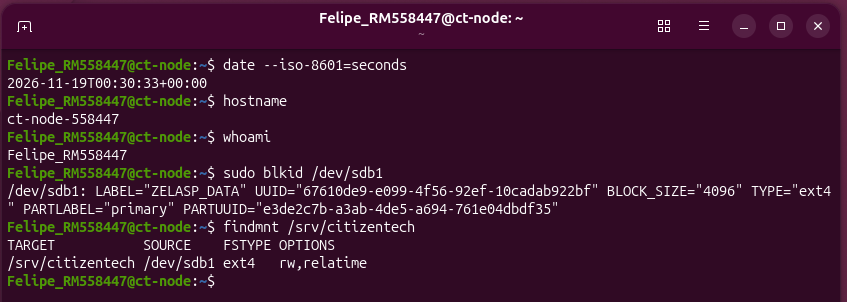 Felipe_RM558447@ct-node: ~
~
Felipe_RM558447@ct-node:~$ date --iso-8601=seconds
2026-11-19T00:30:33+00:00
Felipe_RM558447@ct-node:~$ hostname
ct-node-558447
Felipe_RM558447@ct-node:~$ whoami
Felipe_RM558447
Felipe_RM558447@ct-node:~$ sudo blkid /dev/sdb1
/dev/sdb1: LABEL="ZELASP_DATA" UUID="67610de9-e099-4f56-92ef-10cadab922bf" BLOCK_SIZE="4096" TYPE="ext4
" PARTLABEL="primary" PARTUUID="e3de2c7b-a3ab-4de5-a694-761e04dbdf35"
Felipe_RM558447@ct-node:~$ findmnt /srv/citizentech
TARGET           SOURCE    FSTYPE OPTIONS
/srv/citizentech /dev/sdb1 ext4   rw,relatime
Felipe_RM558447@ct-node:~$